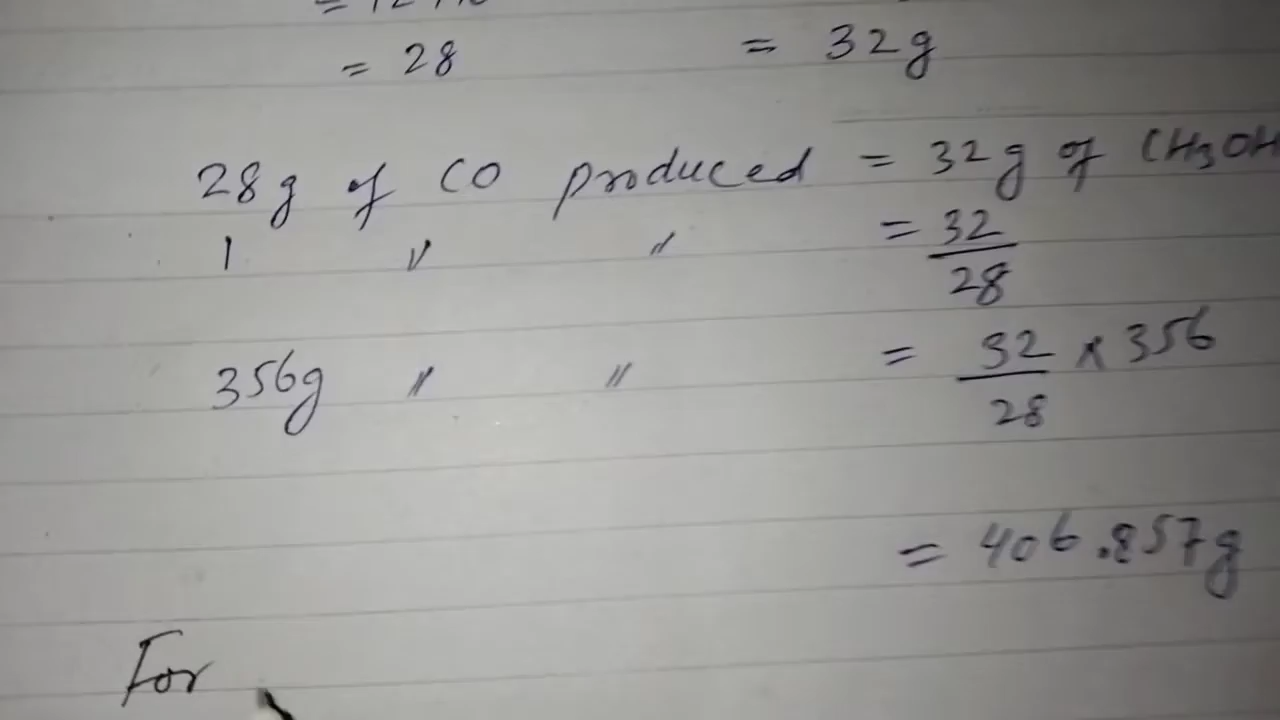 = 28 = 32g
28g of CO produced = 32g of CH3OH
1 " " = 32/28
356g " " = 32/28 × 356
= 406.857g
For